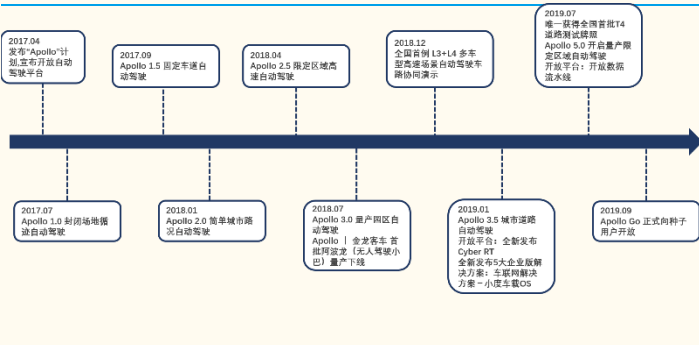 2017.04
发布“Apollo”计
划,宣布开放自动
驾驶平台
2017.09
Apollo 1.5 固定车道自
动驾驶
2018.04
Apollo 2.5 限定区域高
速自动驾驶
2018.12
全国首例 L3+L4 多车
型高速场景自动驾驶车
路协同演示
2019.07
唯一获得全国首批T4
道路测试牌照
Apollo 5.0 开启量产限
定区域自动驾驶
开放平台：开放数据
流水线
2017.07
Apollo 1.0 封闭场地循
迹自动驾驶
2018.01
Apollo 2.0 简单城市路
况自动驾驶
2018.07
Apollo 3.0 量产园区自
动驾驶
Apollo ｜ 金龙客车 首
批阿波龙（无人驾驶小
巴）量产下线
2019.01
Apollo 3.5 城市道路
自动驾驶
开放平台：全新发布
Cyber RT
全新发布5大企业版解
决方案：车联网解决
方案－小度车载OS
2019.09
Apollo Go 正式向种子
用户开放